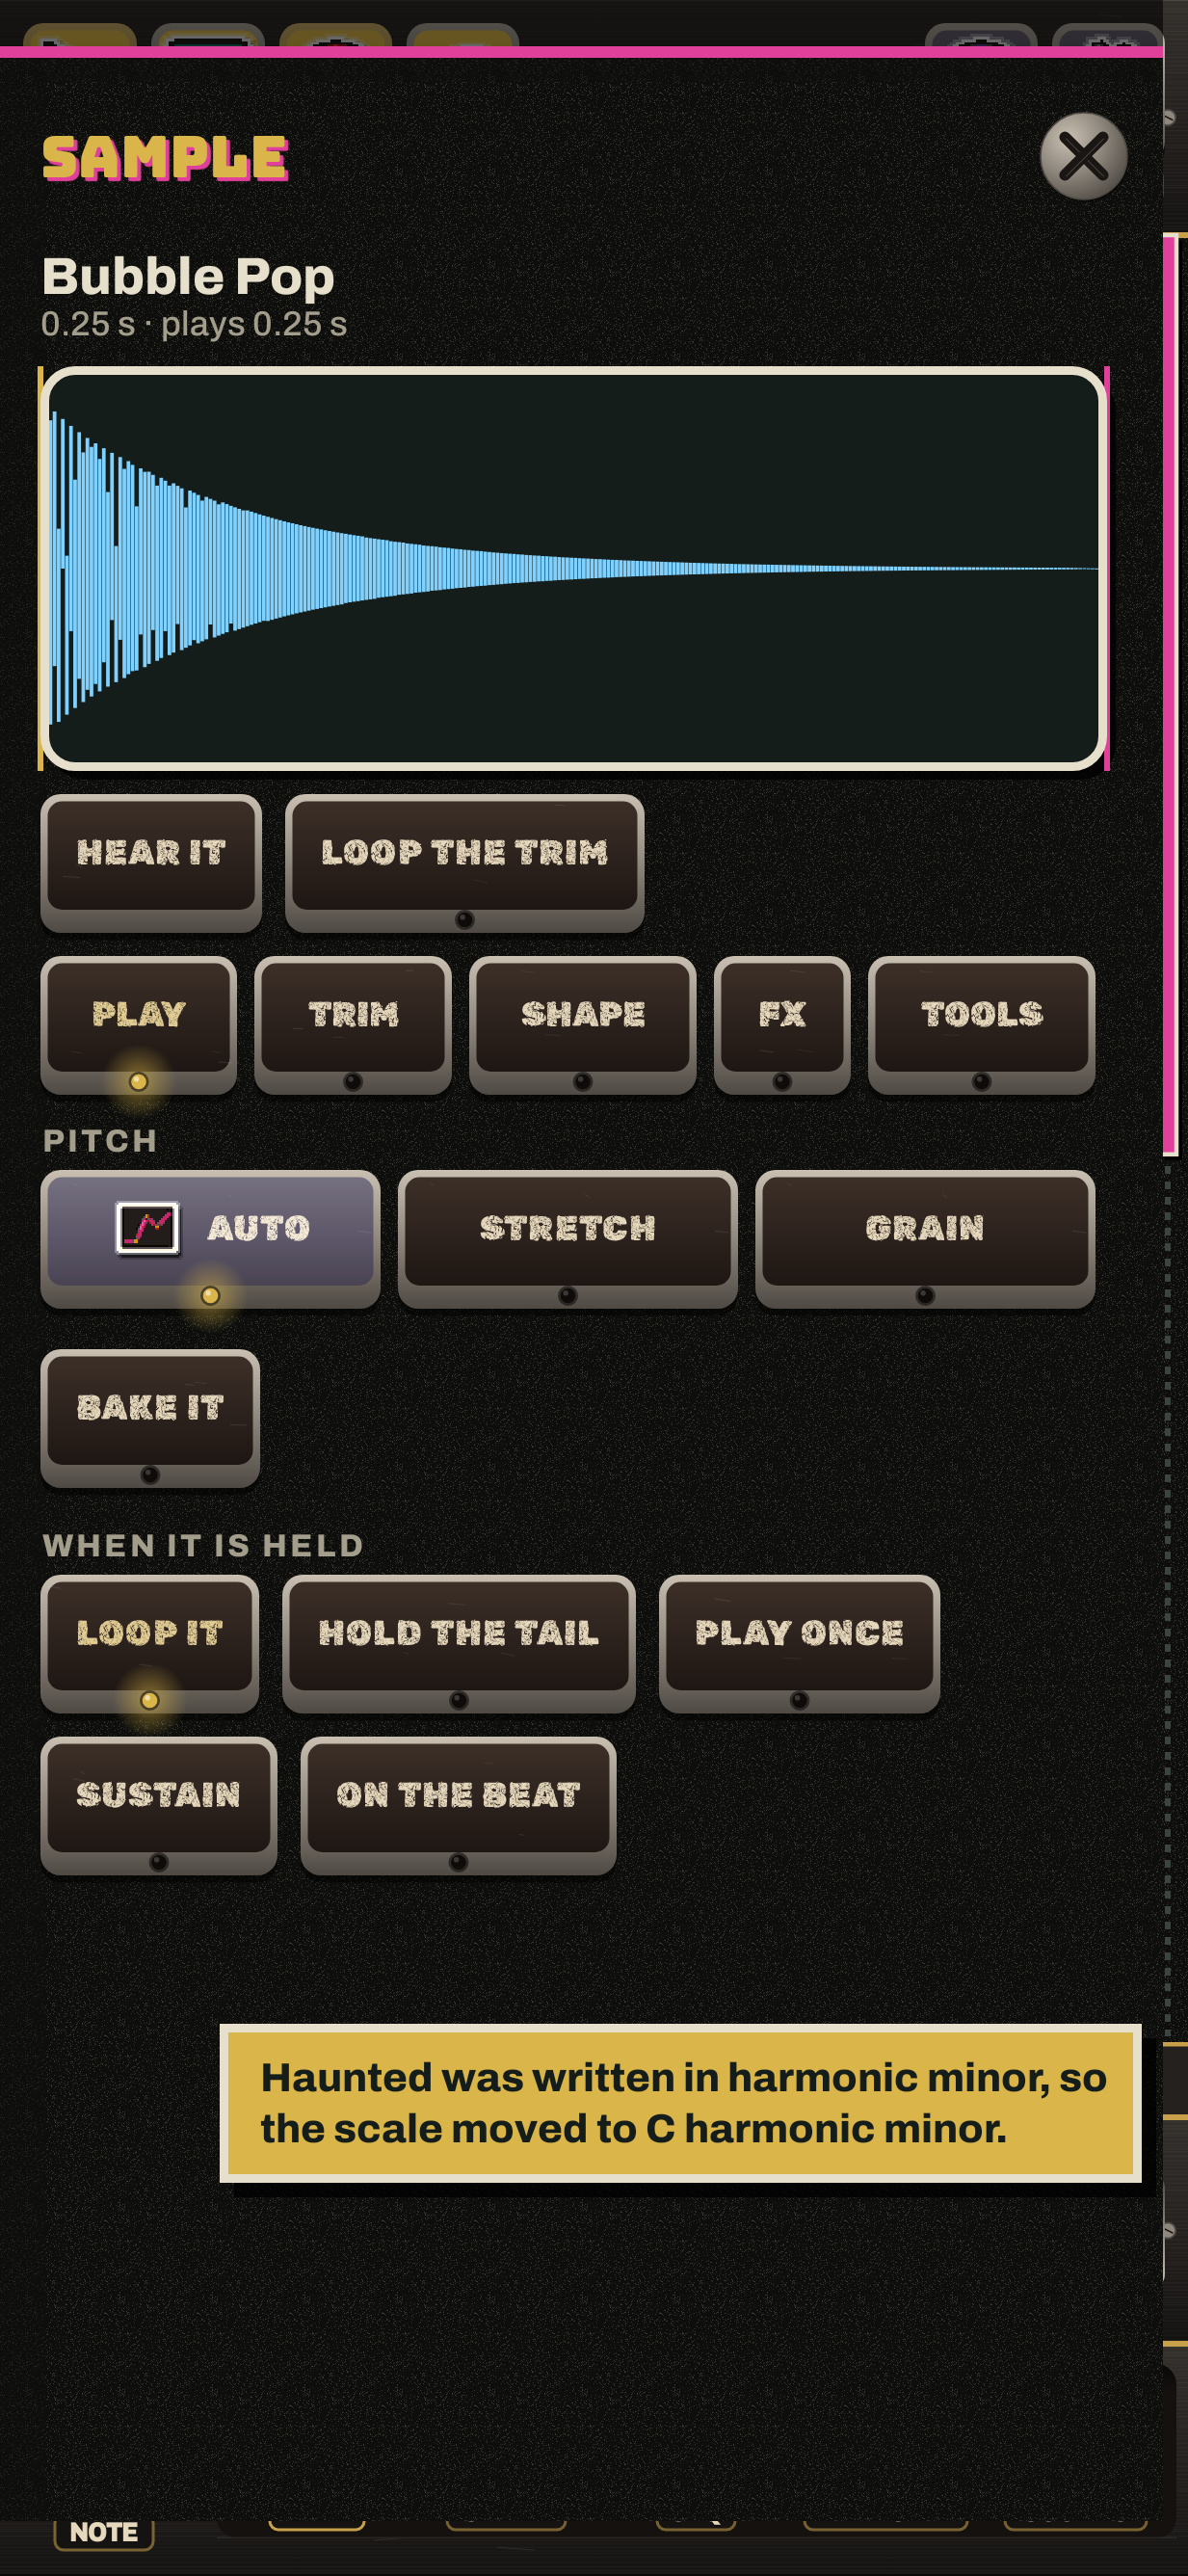 SAMPLE
Bubble Pop
0.25 s · plays 0.25 s
HEAR IT
LOOP THE TRIM
PLAY
TRIM
SHAPE
FX
TOOLS
PITCH
AUTO
STRETCH
GRAIN
BAKE IT
WHEN IT IS HELD
LOOP IT
HOLD THE TAIL
PLAY ONCE
SUSTAIN
ON THE BEAT
Haunted was written in harmonic minor, so
the scale moved to C harmonic minor.
NOTE